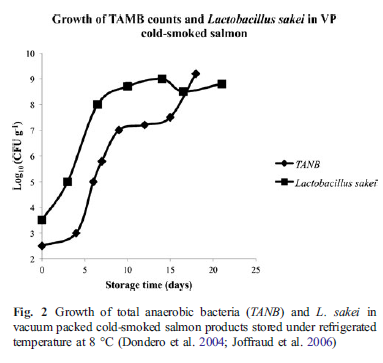 Growth of TAMB counts and Lactobacillus sakei in VP
cold-smoked salmon
Log10 (CFU g-1)
10
9
8
7
6
5
4
3
2
0
5
10
15
20
25
Storage time (days)
TANB
Lactobacillus sakei
Fig. 2 Growth of total anaerobic bacteria (TANB) and L. sakei in
vacuum packed cold-smoked salmon products stored under refrigerated
temperature at 8 °C (Dondero et al. 2004; Joffraud et al. 2006)